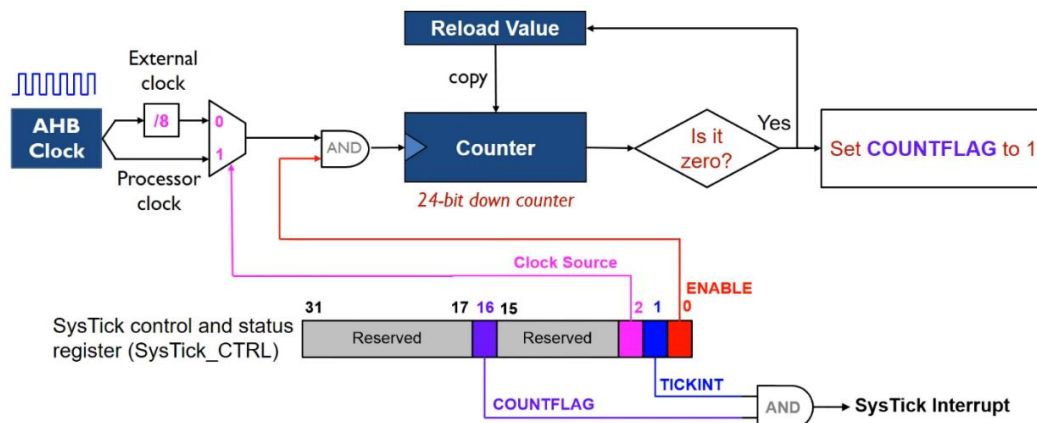 Reload Value
External
clock
copy
AHB
Clock
/8
0
1
AND
Counter
Is it
zero?
Yes
Set COUNTFLAG to 1
Processor
clock
24-bit down counter
Clock Source
ENABLE
31
17
16
15
2
1
0
SysTick control and status
register (SysTick_CTRL)
Reserved
Reserved
TICKINT
COUNTFLAG
AND
SysTick Interrupt